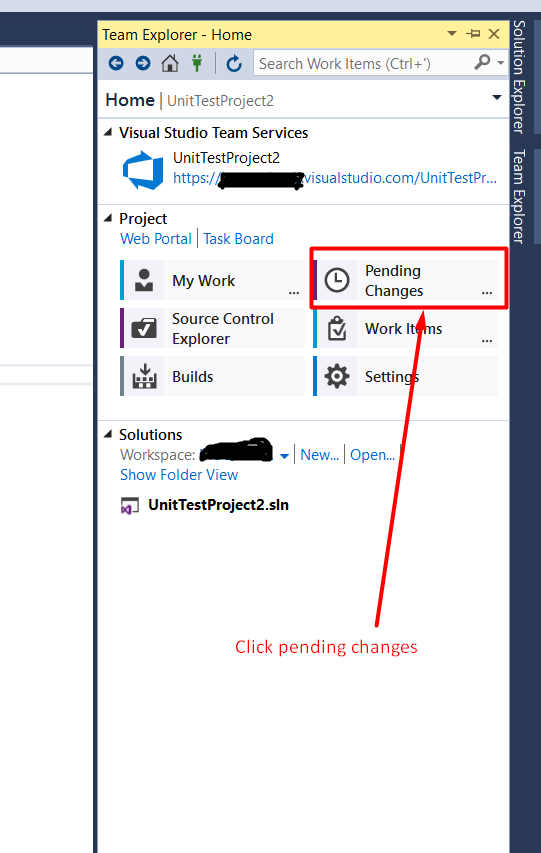 Team Explorer - Home
Search Work Items (Ctrl+')
Home | UnitTestProject2
Visual Studio Team Services
UnitTestProject2
https:// .visualstudio.com/UnitTestPr...
Project
Web Portal | Task Board
My Work ...
Pending
Changes ...
Source Control
Explorer
Work Items ...
Builds
Settings
Solutions
Workspace: | New... | Open...
Show Folder View
UnitTestProject2.sln
Click pending changes
Solution Explorer
Team Explorer